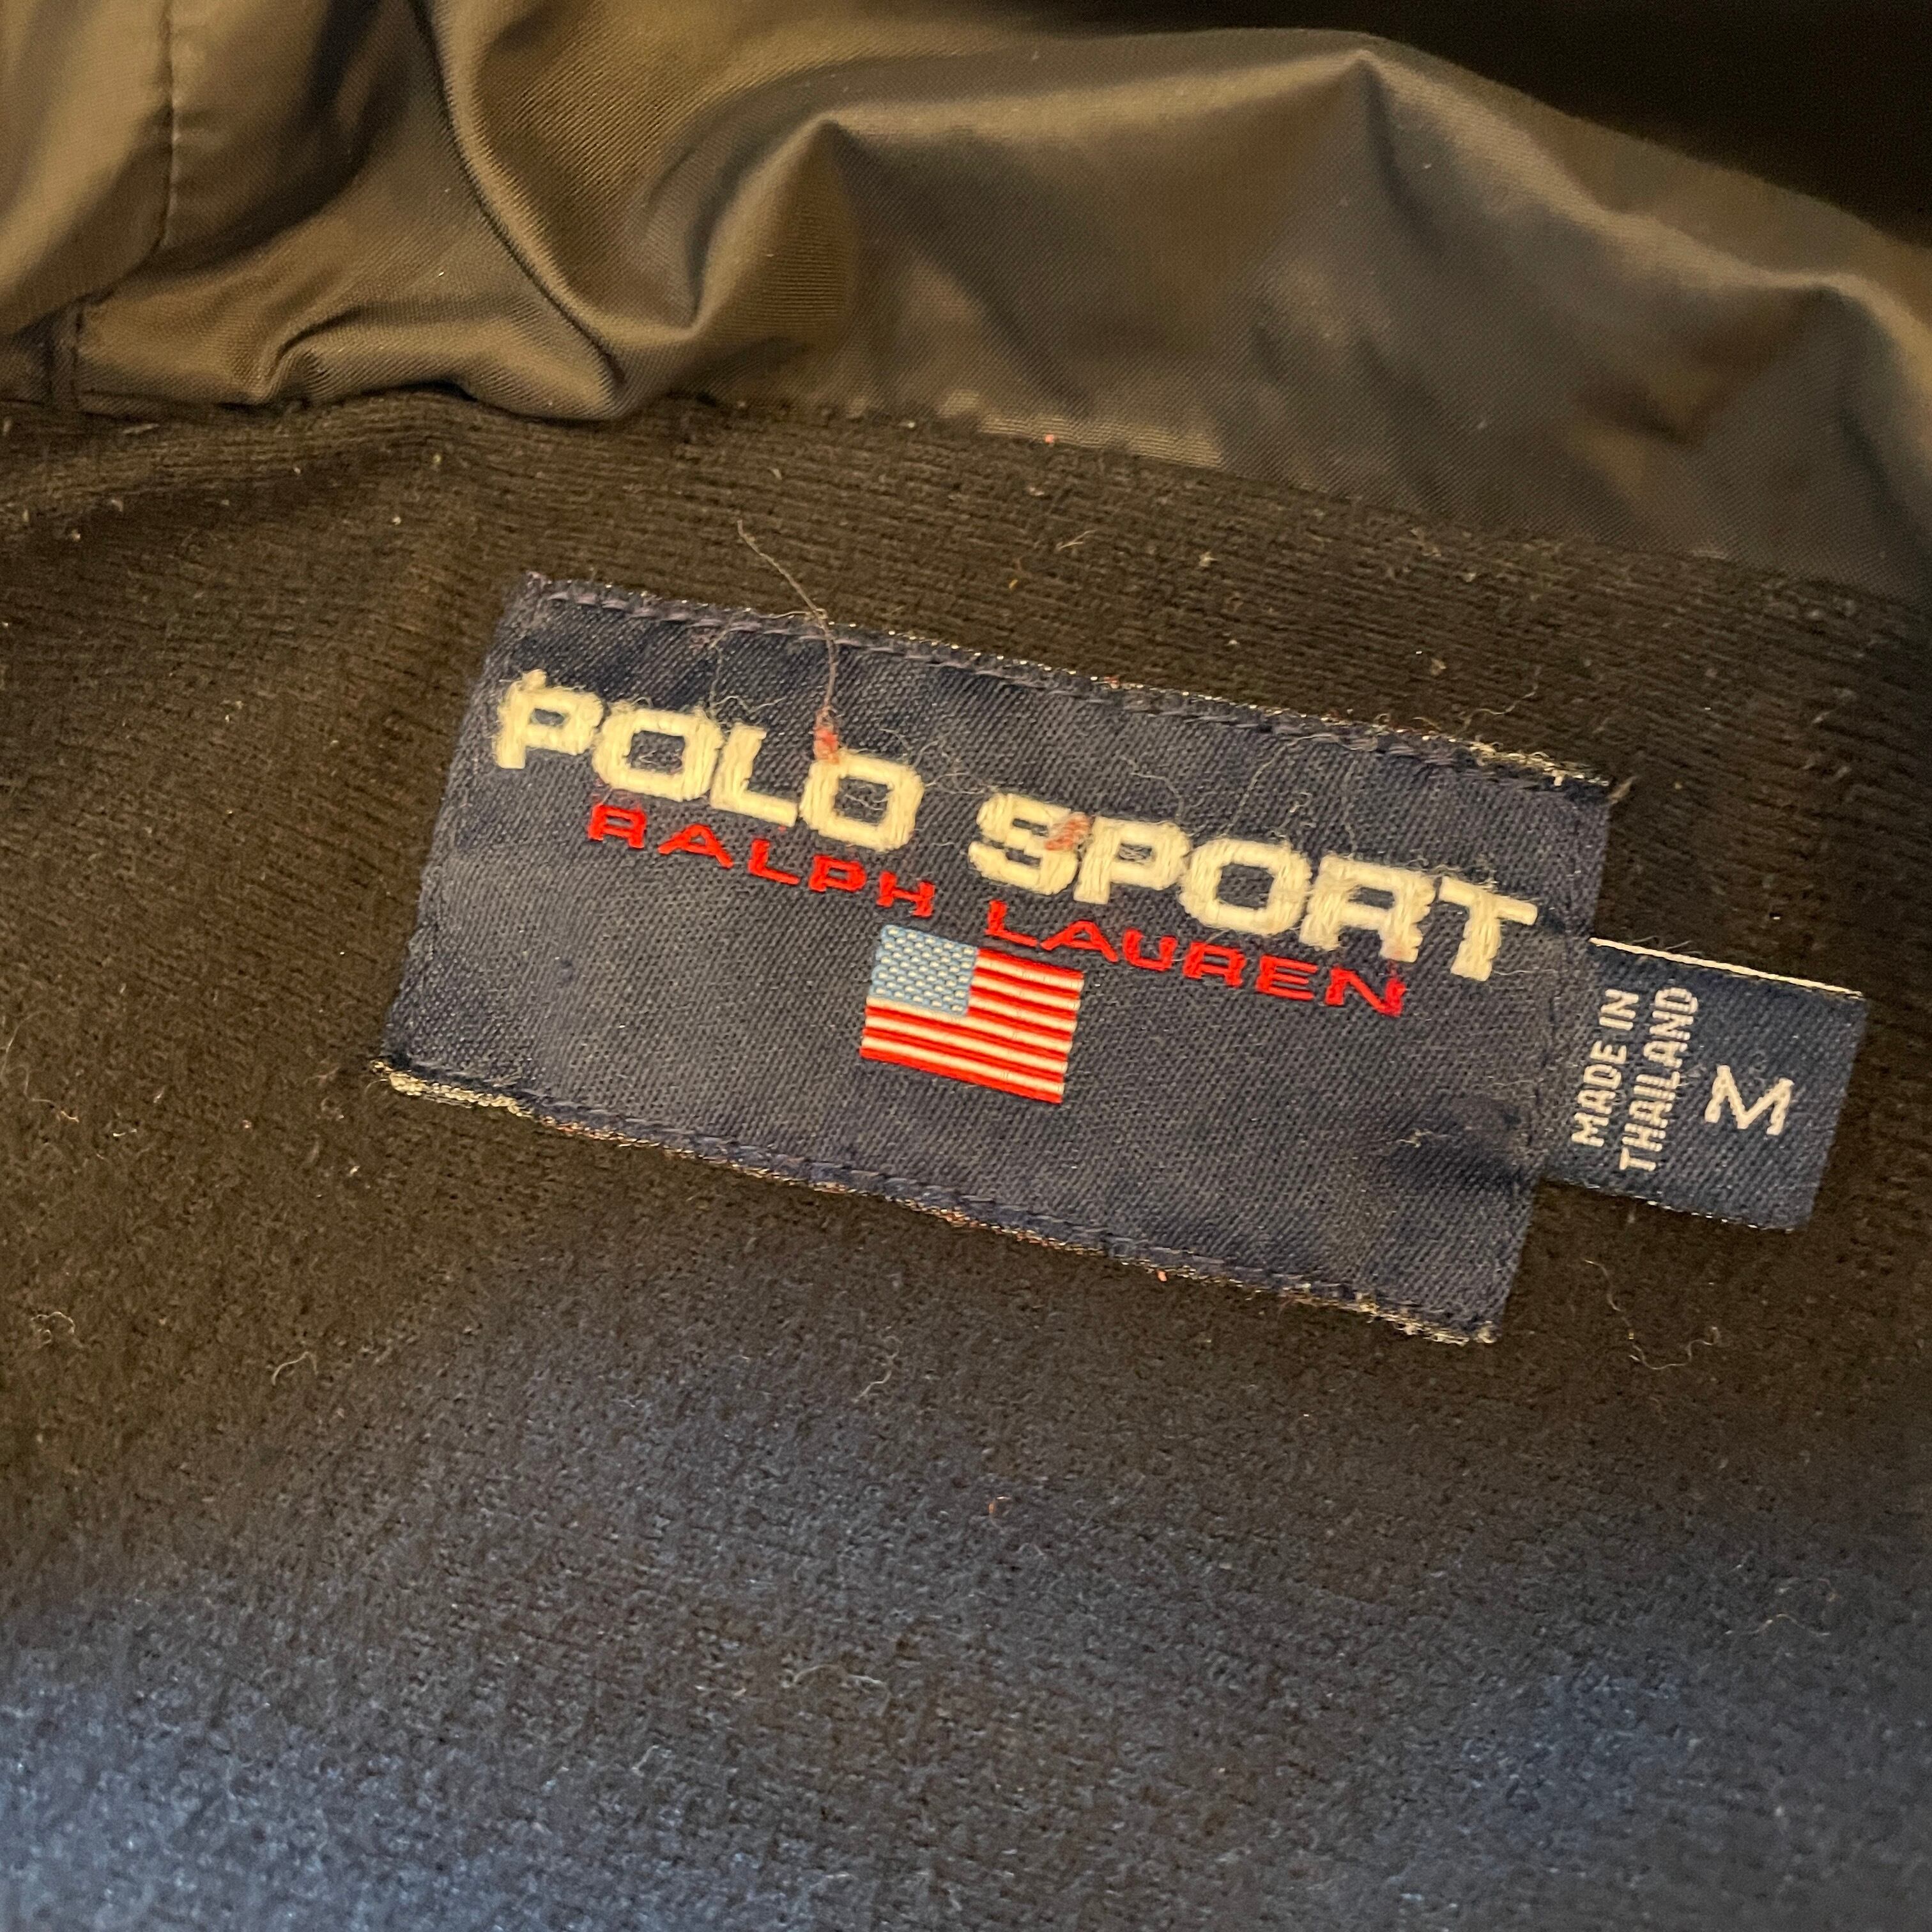 POLO SPORT
RALPH LAUREN
MADE IN
THAILAND
M